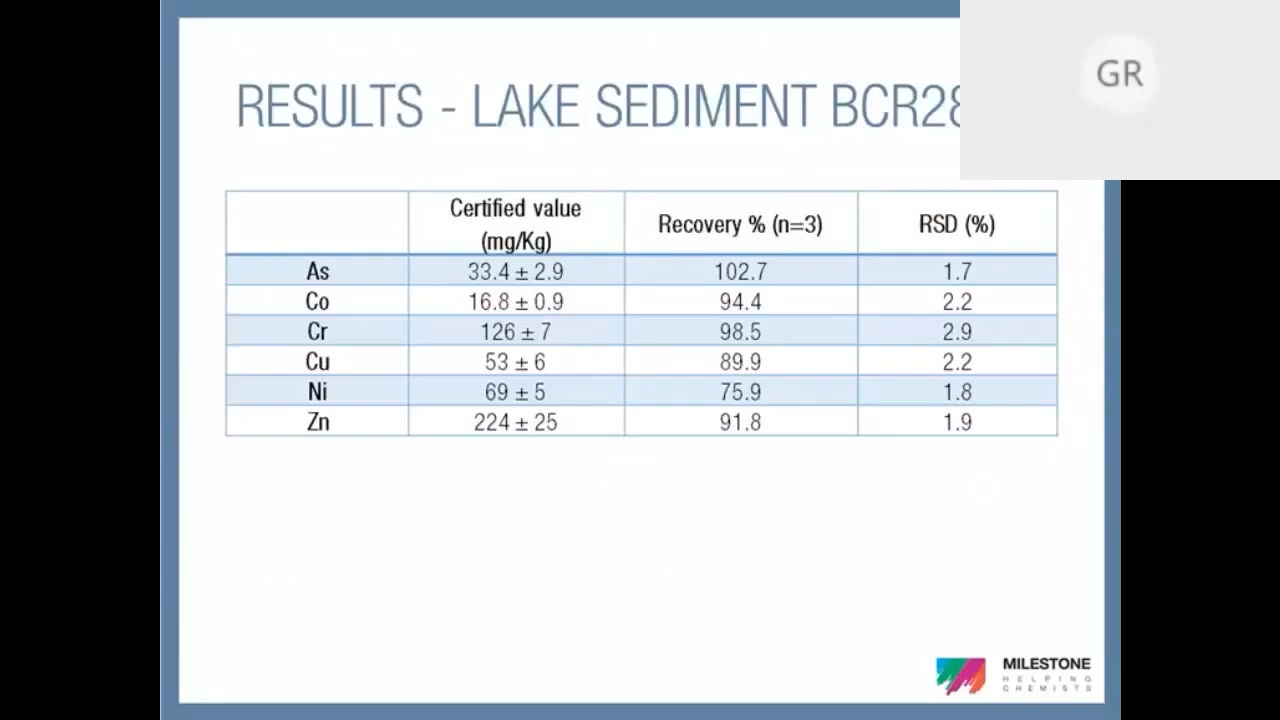 GR
RESULTS - LAKE SEDIMENT
Certified value (mg/Kg) Recovery % (n=3) RSD (%)
As 33.4 ± 2.9 102.7 1.7
Co 16.8 ± 0.9 94.4 2.2
Cr 126 ± 7 98.5 2.9
Cu 53 ± 6 89.9 2.2
Ni 69 ± 5 75.9 1.8
Zn 224 ± 25 91.8 1.9
MILESTONE
HELPING
CHEMISTS